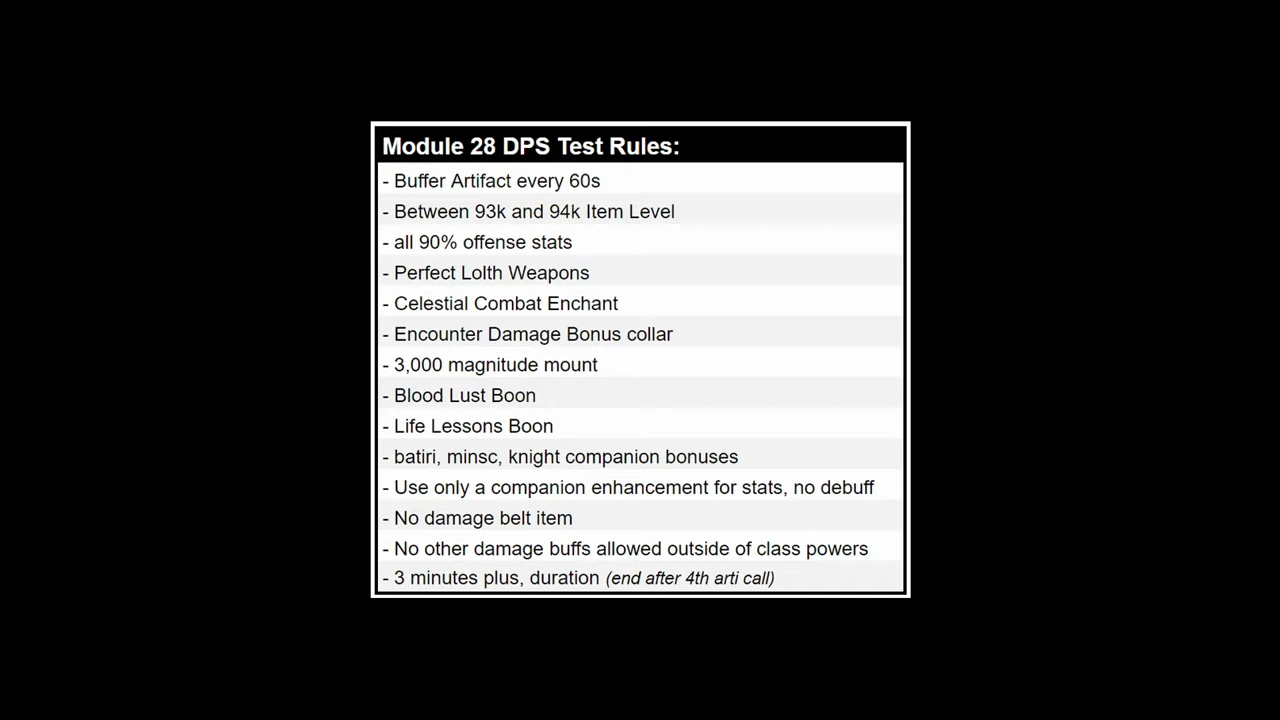 Module 28 DPS Test Rules:
- Buffer Artifact every 60s
- Between 93k and 94k Item Level
- all 90% offense stats
- Perfect Lolth Weapons
- Celestial Combat Enchant
- Encounter Damage Bonus collar
- 3,000 magnitude mount
- Blood Lust Boon
- Life Lessons Boon
- batiri, minsc, knight companion bonuses
- Use only a companion enhancement for stats, no debuff
- No damage belt item
- No other damage buffs allowed outside of class powers
- 3 minutes plus, duration (end after 4th arti call)